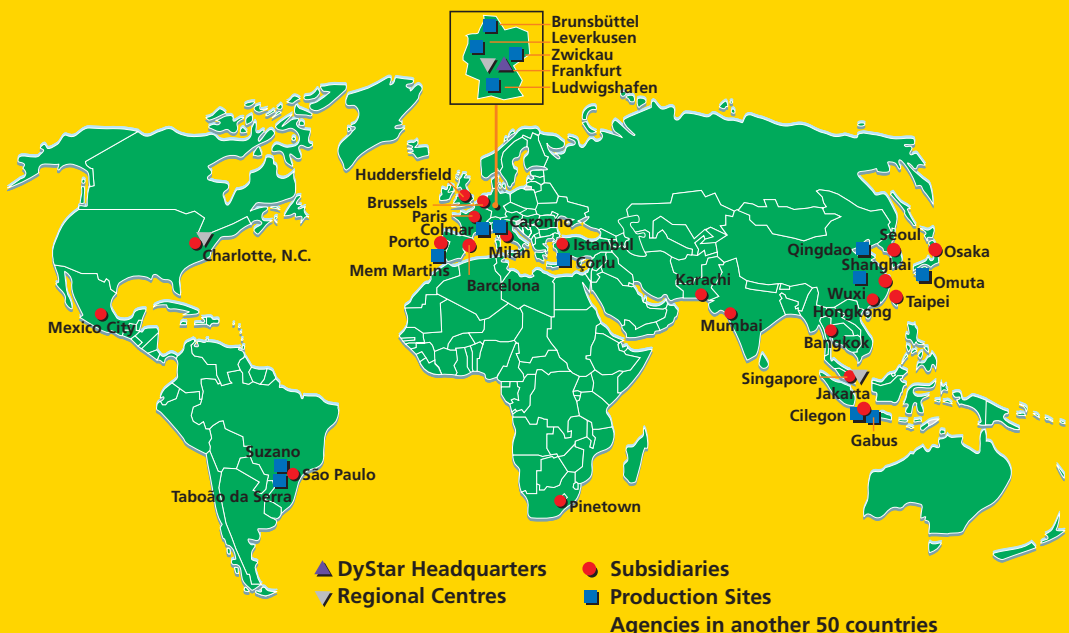 Brunsbüttel
Leverkusen
Zwickau
Frankfurt
Ludwigshafen
Huddersfield
Brussels
Paris
Colmar
Caronno
Porto
Milan
Istanbul
Mem Martins
Çorlu
Barcelona
Charlotte, N.C.
Mexico City
Karachi
Mumbai
Qingdao
Seoul
Osaka
Shanghai
Omuta
Wuxi
Taipei
Hongkong
Bangkok
Singapore
Jakarta
Cilegon
Gabus
Suzano
São Paulo
Taboão da Serra
Pinetown
DyStar Headquarters
Regional Centres
Subsidiaries
Production Sites
Agencies in another 50 countries